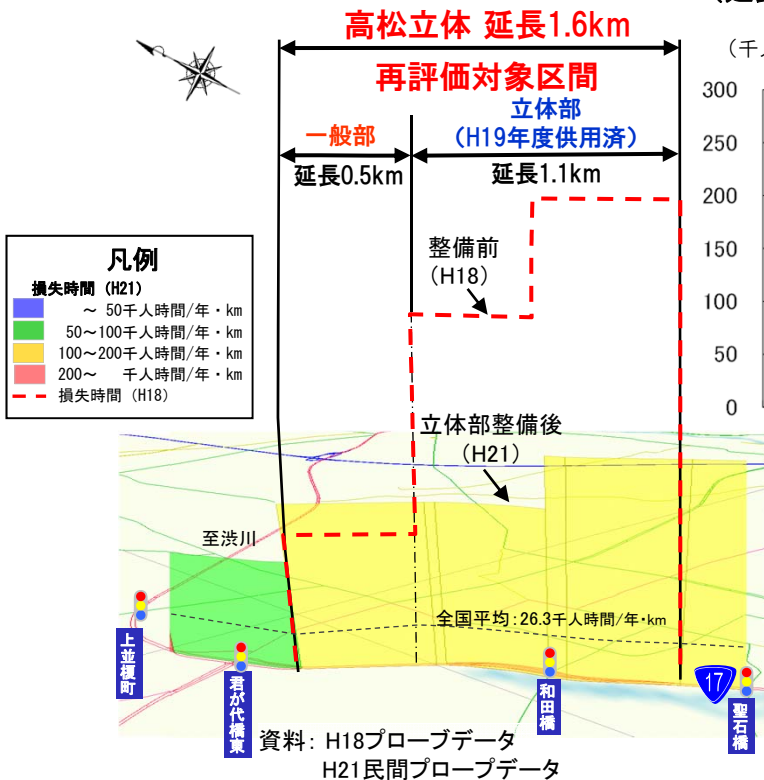 高松立体 延長1.6km
（千人
再評価対象区間
300
250
200
150
100
50
0
一般部
立体部
（H19年度供用済）
延長0.5km
延長1.1km
整備前
（H18）
凡例
損失時間（H21）
～ 50千人時間/年・km
50～100千人時間/年・km
100～200千人時間/年・km
200～ 千人時間/年・km
損失時間（H18）
立体部整備後
（H21）
至渋川
全国平均：26.3千人時間/年・km
上並榎町
君が代橋東
和田橋
17
聖石橋
資料： H18プローブデータ
H21民間プローブデータ